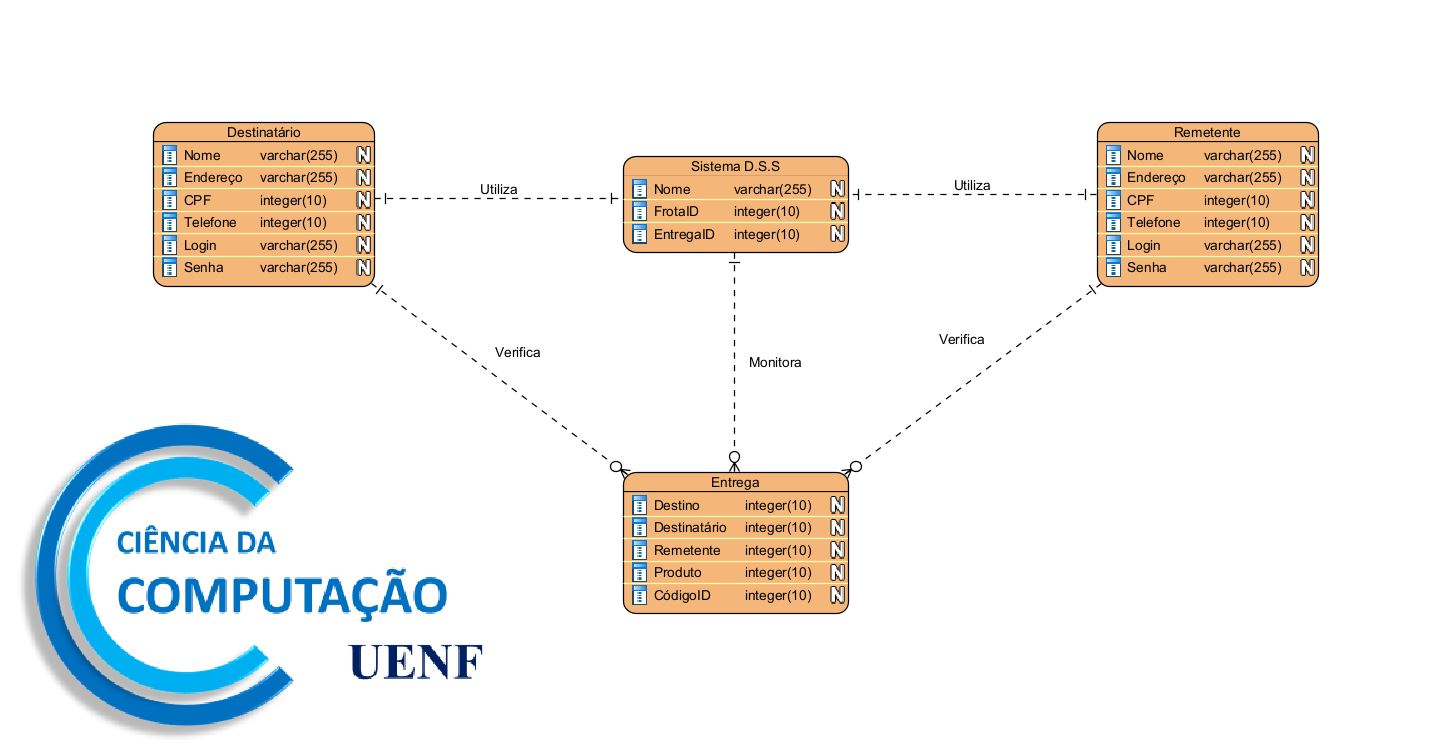 Destinatário
Nome varchar(255) N
Endereço varchar(255) N
CPF integer(10) N
Telefone integer(10) N
Login varchar(255) N
Senha varchar(255) N
Utiliza
Sistema D.S.S
Nome varchar(255) N
FrotaID integer(10) N
EntregaID integer(10) N
Utiliza
Remetente
Nome varchar(255) N
Endereço varchar(255) N
CPF integer(10) N
Telefone integer(10) N
Login varchar(255) N
Senha varchar(255) N
Verifica
Monitora
Verifica
Entrega
Destino integer(10) N
Destinatário integer(10) N
Remetente integer(10) N
Produto integer(10) N
CódigoID integer(10) N
CIÊNCIA DA
COMPUTAÇÃO
UENF